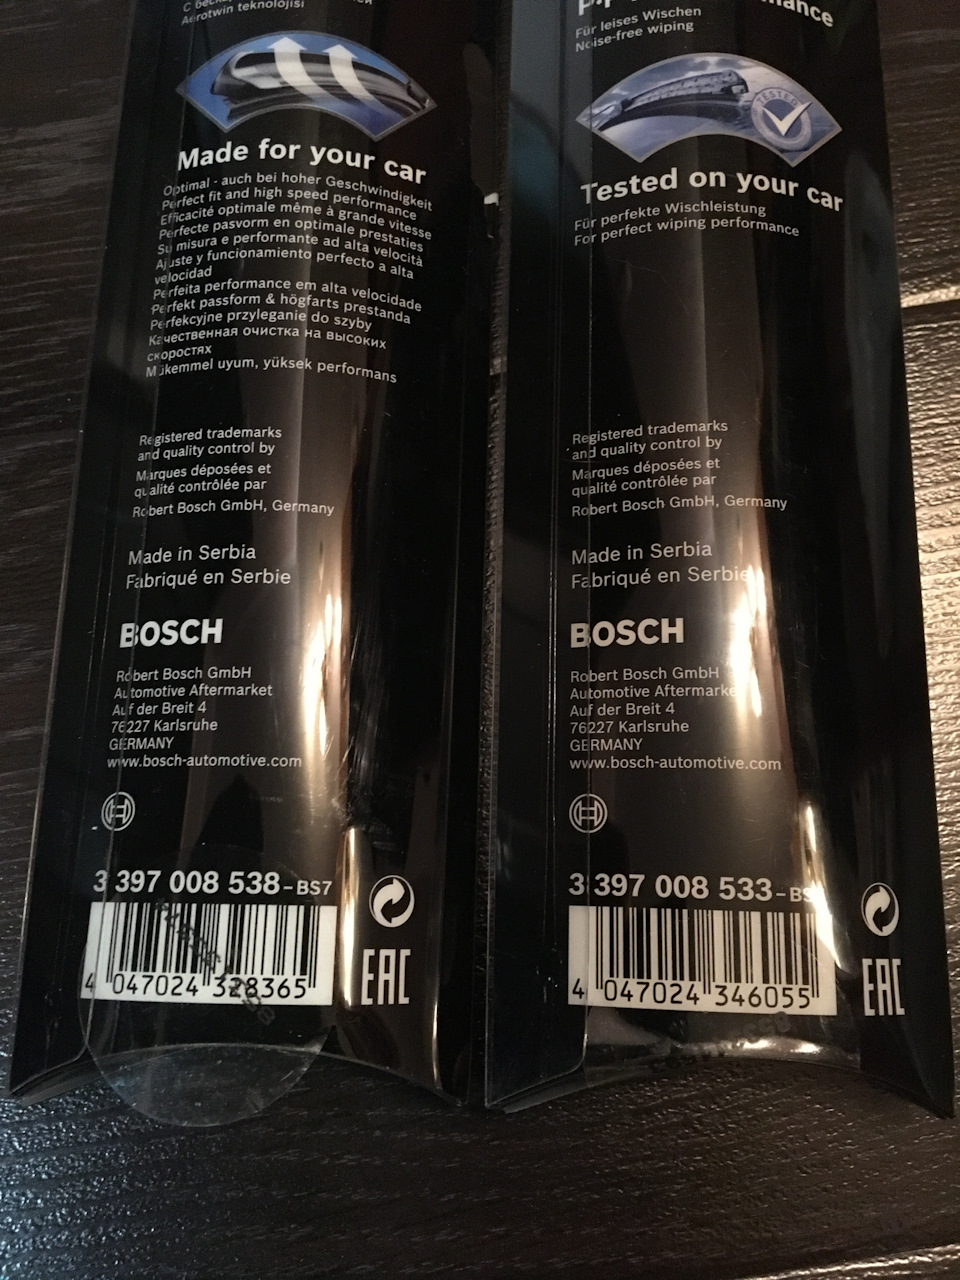 Aerotwin teknolojisi
Made for your car
Optimal - auch bei hoher Geschwindigkeit
Perfect fit and high speed performance
Efficacité optimale même à grande vitesse
Perfecte pasvorm en optimale prestaties
Su misura e performante ad alta velocità
Ajuste y funcionamiento perfecto a alta
velocidad
Perfeita performance em alta velocidade
Perfekt passform & högfarts prestanda
Perfekcyjne przyleganie do szyby
Качественная очистка на высоких
скоростях
Mükemmel uyum, yüksek performans
Registered trademarks
and quality control by
Marques déposées et
qualité contrôlée par
Robert Bosch GmbH, Germany
Made in Serbia
Fabriqué en Serbie
BOSCH
Robert Bosch GmbH
Automotive Aftermarket
Auf der Breit 4
76227 Karlsruhe
GERMANY
www.bosch-automotive.com
3 397 008 538-BS7
4 047024 328365
EAC
Für leises Wischen
Noise-free wiping
TESTED
Tested on your car
Für perfekte Wischleistung
For perfect wiping performance
Registered trademarks
and quality control by
Marques déposées et
qualité contrôlée par
Robert Bosch GmbH, Germany
Made in Serbia
Fabriqué en Serbie
BOSCH
Robert Bosch GmbH
Automotive Aftermarket
Auf der Breit 4
76227 Karlsruhe
GERMANY
www.bosch-automotive.com
3 397 008 533-BS
4 047024 346055
EAC